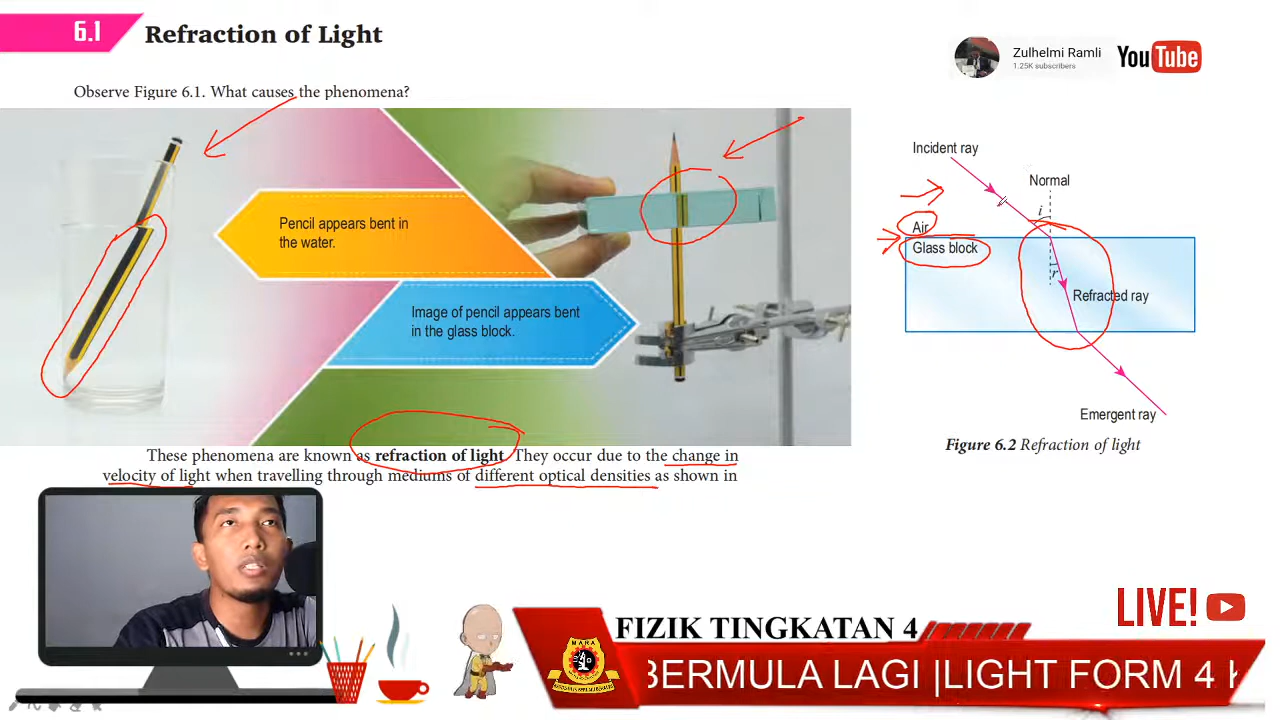 6.1
Refraction of Light
Zulhelmi Ramli
1.25K subscribers
YouTube
Observe Figure 6.1. What causes the phenomena?
Pencil appears bent in
the water.
Image of pencil appears bent
in the glass block.
Incident ray
Normal
i
Air
Glass block
r
Refracted ray
Emergent ray
Figure 6.2 Refraction of light
These phenomena are known as refraction of light. They occur due to the change in
velocity of light when travelling through mediums of different optical densities as shown in
LIVE!
FIZIK TINGKATAN 4
MARA
BERMULA LAGI |LIGHT FORM 4